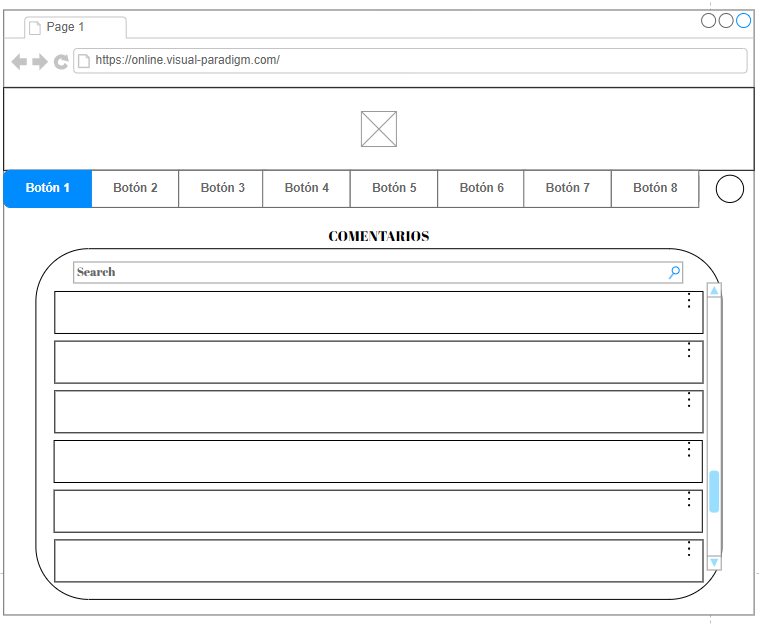 Page 1
https://online.visual-paradigm.com/
Botón 1 Botón 2 Botón 3 Botón 4 Botón 5 Botón 6 Botón 7 Botón 8
COMENTARIOS
Search